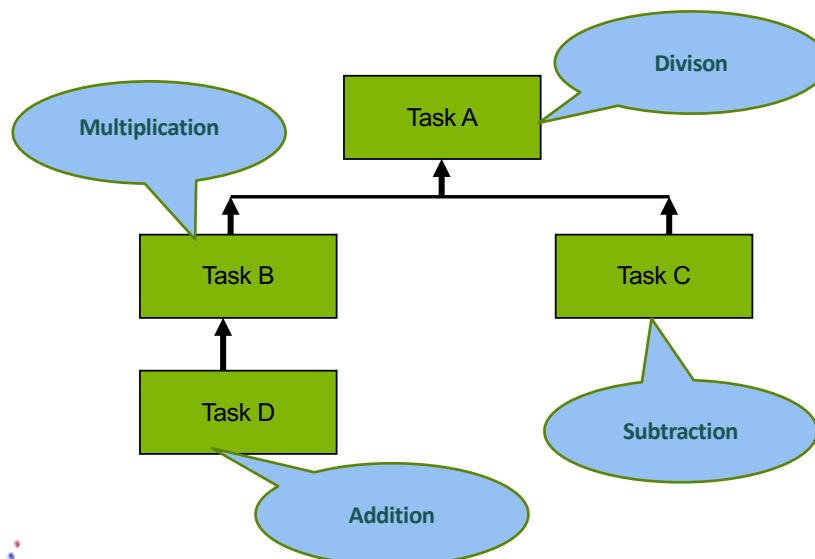 Divison
Task A
Multiplication
Task B
Task C
Task D
Subtraction
Addition